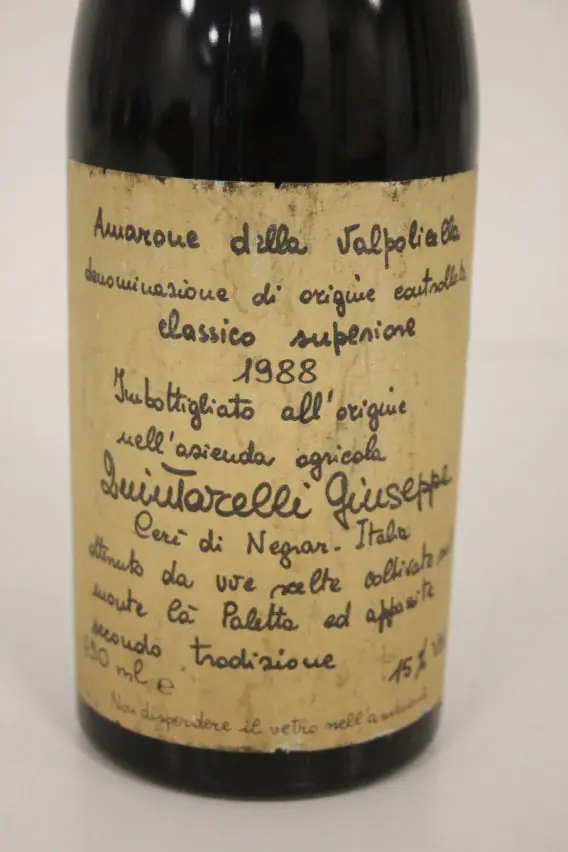 Amarone della Valpolicella
denominazione di origine controllata
classico superiore
1988
Imbottigliato all'origine
nell'azienda agricola
Quintarelli Giuseppe
Cerè di Negrar - Italia
ottenuto da uve scelte coltivate sul
monte Cà Paletta ed appassite
secondo tradizione
750 ml e 15% Vol
Non disperdere il vetro nell'ambiente